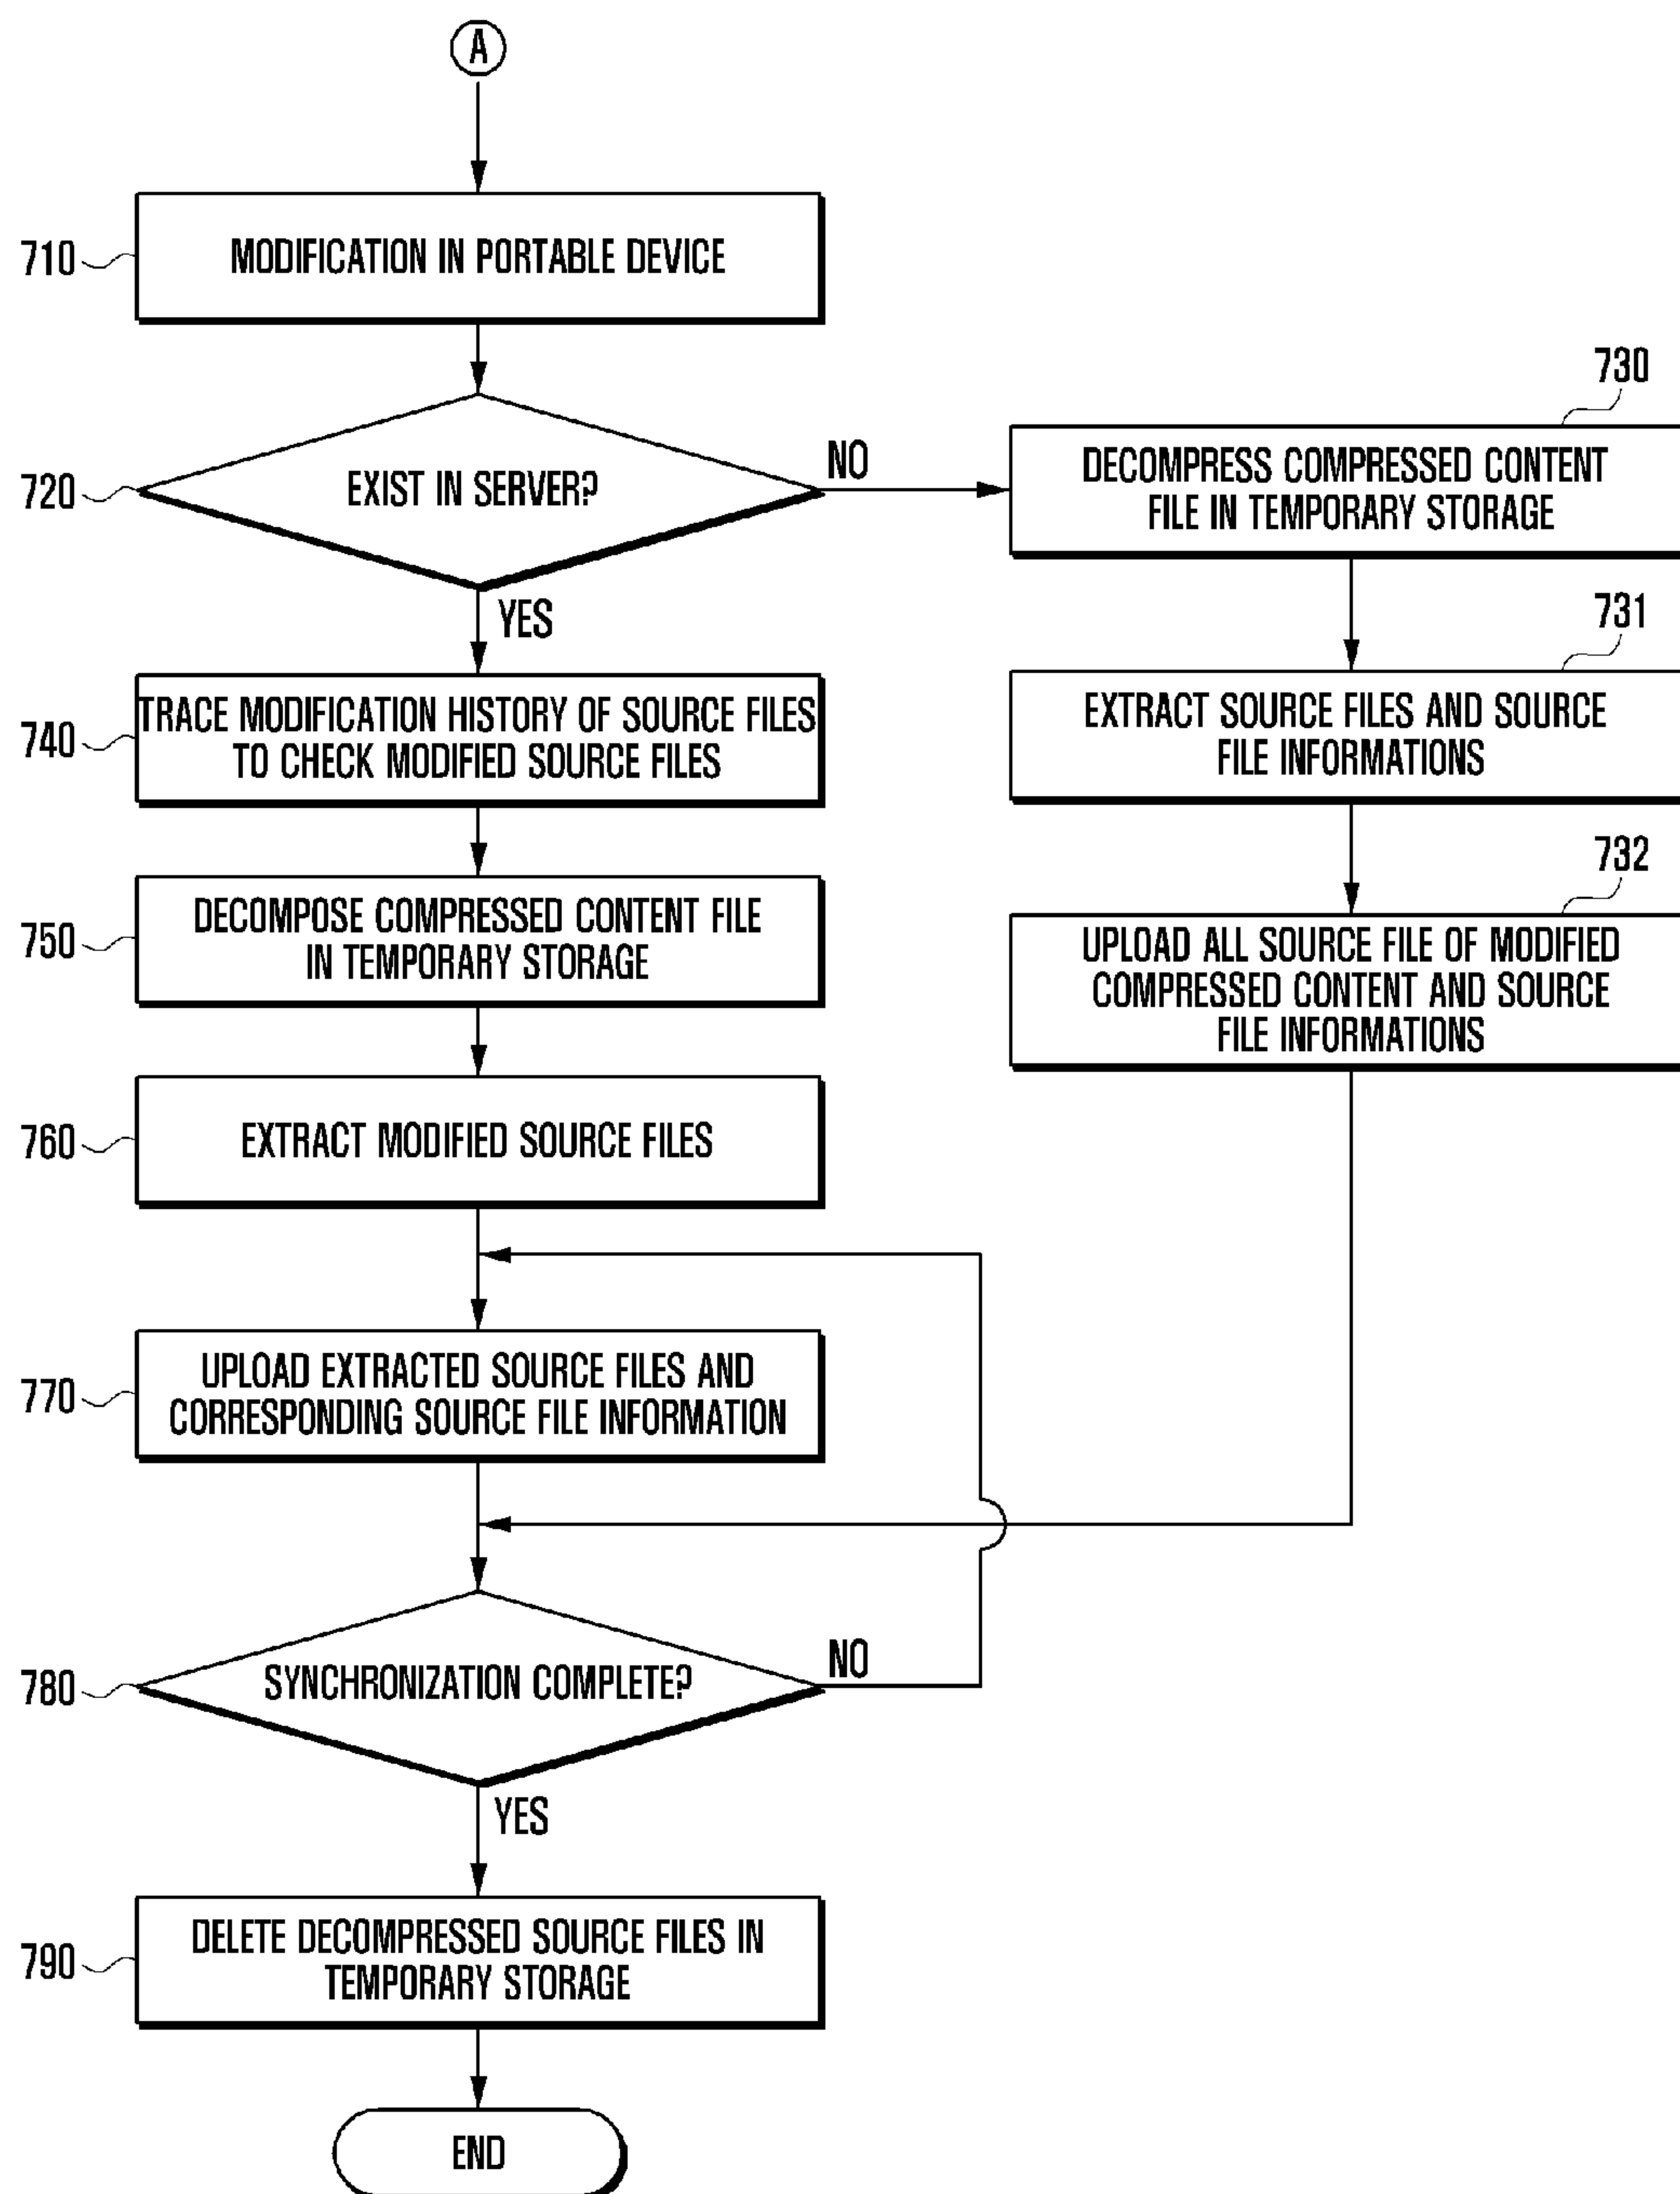 A
710
MODIFICATION IN PORTABLE DEVICE
720
EXIST IN SERVER?
NO
YES
730
DECOMPRESS COMPRESSED CONTENT
FILE IN TEMPORARY STORAGE
731
EXTRACT SOURCE FILES AND SOURCE
FILE INFORMATIONS
732
UPLOAD ALL SOURCE FILE OF MODIFIED
COMPRESSED CONTENT AND SOURCE
FILE INFORMATIONS
740
TRACE MODIFICATION HISTORY OF SOURCE FILES
TO CHECK MODIFIED SOURCE FILES
750
DECOMPOSE COMPRESSED CONTENT FILE
IN TEMPORARY STORAGE
760
EXTRACT MODIFIED SOURCE FILES
770
UPLOAD EXTRACTED SOURCE FILES AND
CORRESPONDING SOURCE FILE INFORMATION
780
SYNCHRONIZATION COMPLETE?
NO
YES
790
DELETE DECOMPRESSED SOURCE FILES IN
TEMPORARY STORAGE
END